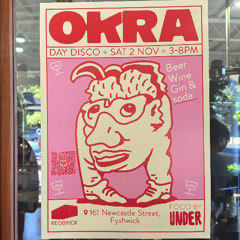 OKRA
DAY DISCO • SAT 2 NOV • 3-8PM
Beer
Wine
Gin &
soda
REDBRICK
161 Newcastle Street,
Fyshwick
FOOD BY
UNDER